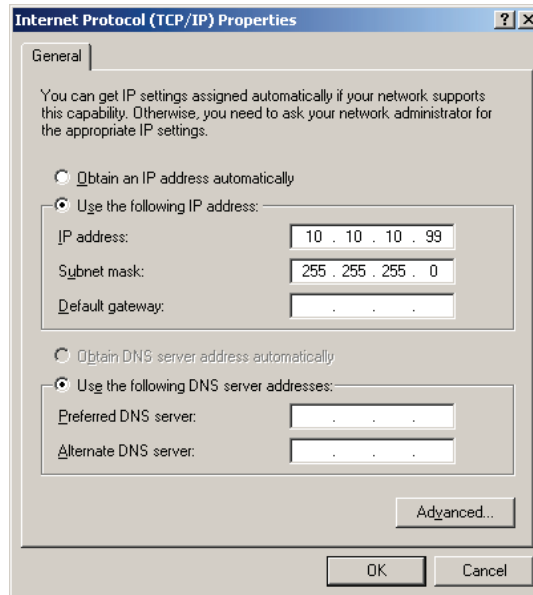 Internet Protocol (TCP/IP) Properties
General
You can get IP settings assigned automatically if your network supports
this capability. Otherwise, you need to ask your network administrator for
the appropriate IP settings.
Obtain an IP address automatically
Use the following IP address:
IP address: 10 . 10 . 10 . 99
Subnet mask: 255 . 255 . 255 . 0
Default gateway: . . .
Obtain DNS server address automatically
Use the following DNS server addresses:
Preferred DNS server: . . .
Alternate DNS server: . . .
Advanced...
OK Cancel